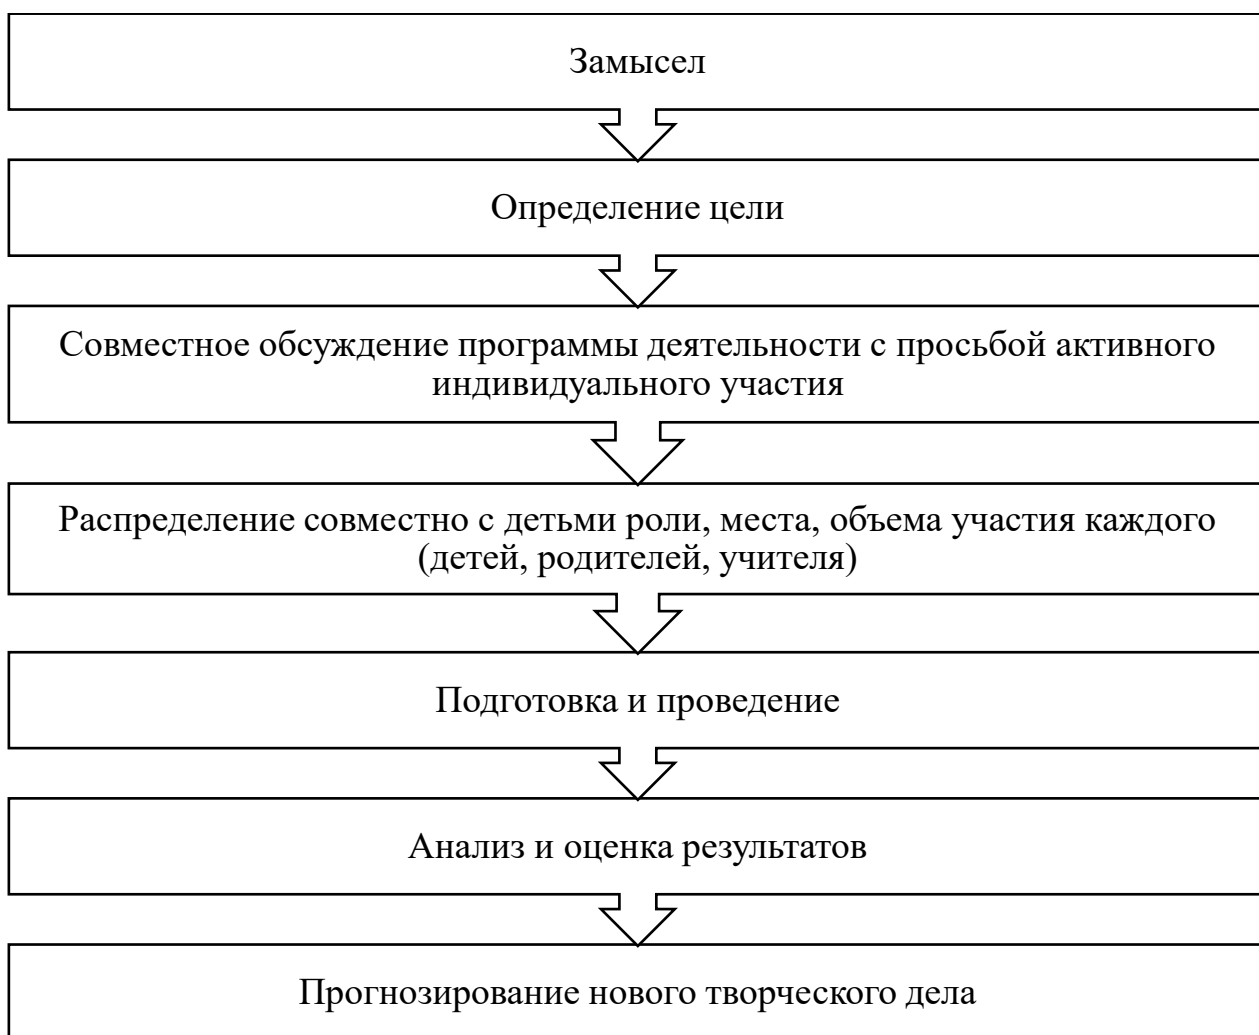 Замысел
Определение цели
Совместное обсуждение программы деятельности с просьбой активного
индивидуального участия
Распределение совместно с детьми роли, места, объема участия каждого
(детей, родителей, учителя)
Подготовка и проведение
Анализ и оценка результатов
Прогнозирование нового творческого дела